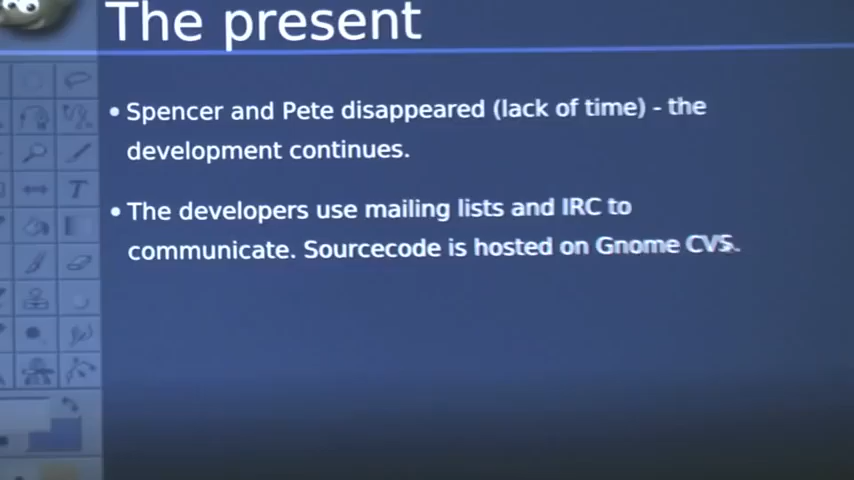 The present
• Spencer and Pete disappeared (lack of time) - the
development continues.
• The developers use mailing lists and IRC to
communicate. Sourcecode is hosted on Gnome CVS.